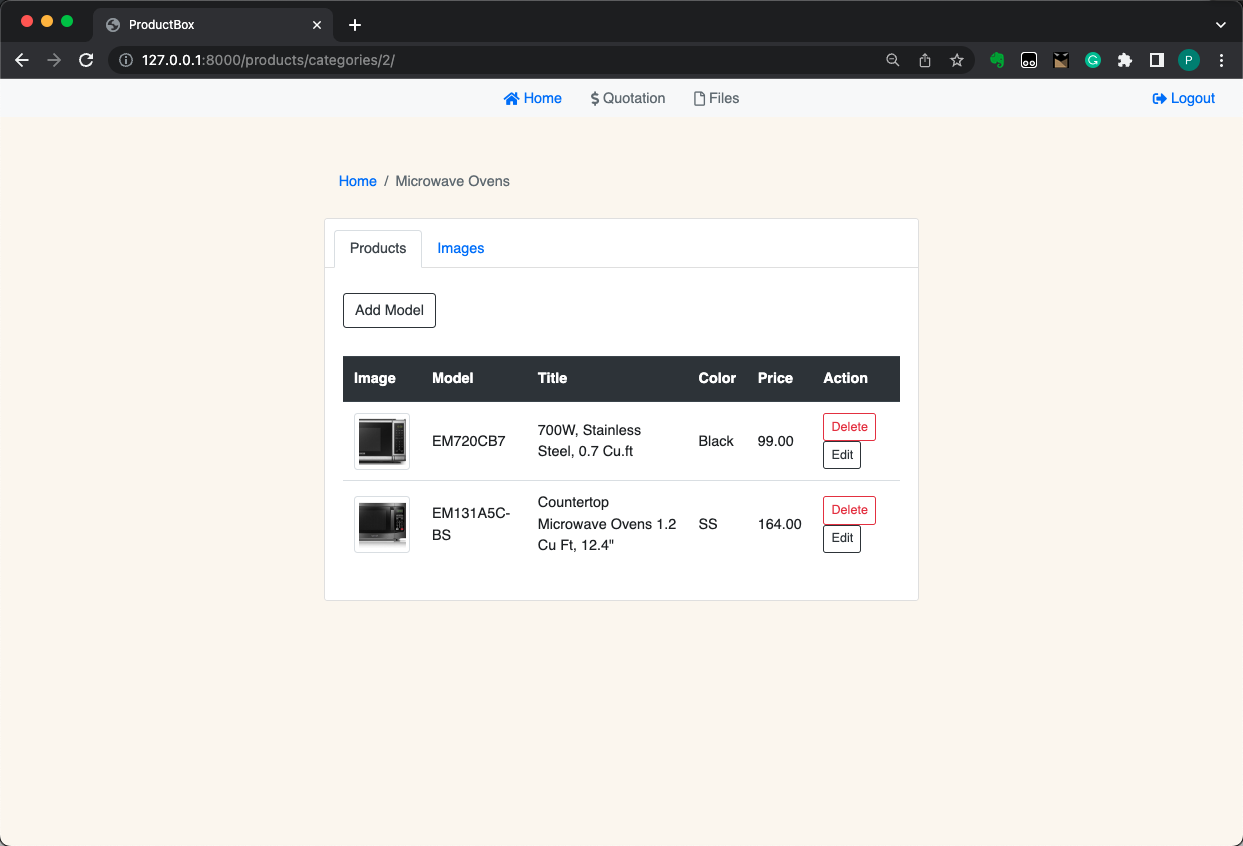 ProductBox
127.0.0.1:8000/products/categories/2/
P
Home
$ Quotation
Files
Logout
Home / Microwave Ovens
Products
Images
Add Model
Image Model Title Color Price Action
EM720CB7
700W, Stainless
Steel, 0.7 Cu.ft
Black
99.00
Delete
Edit
EM131A5C-
BS
Countertop
Microwave Ovens 1.2
Cu Ft, 12.4"
SS
164.00
Delete
Edit